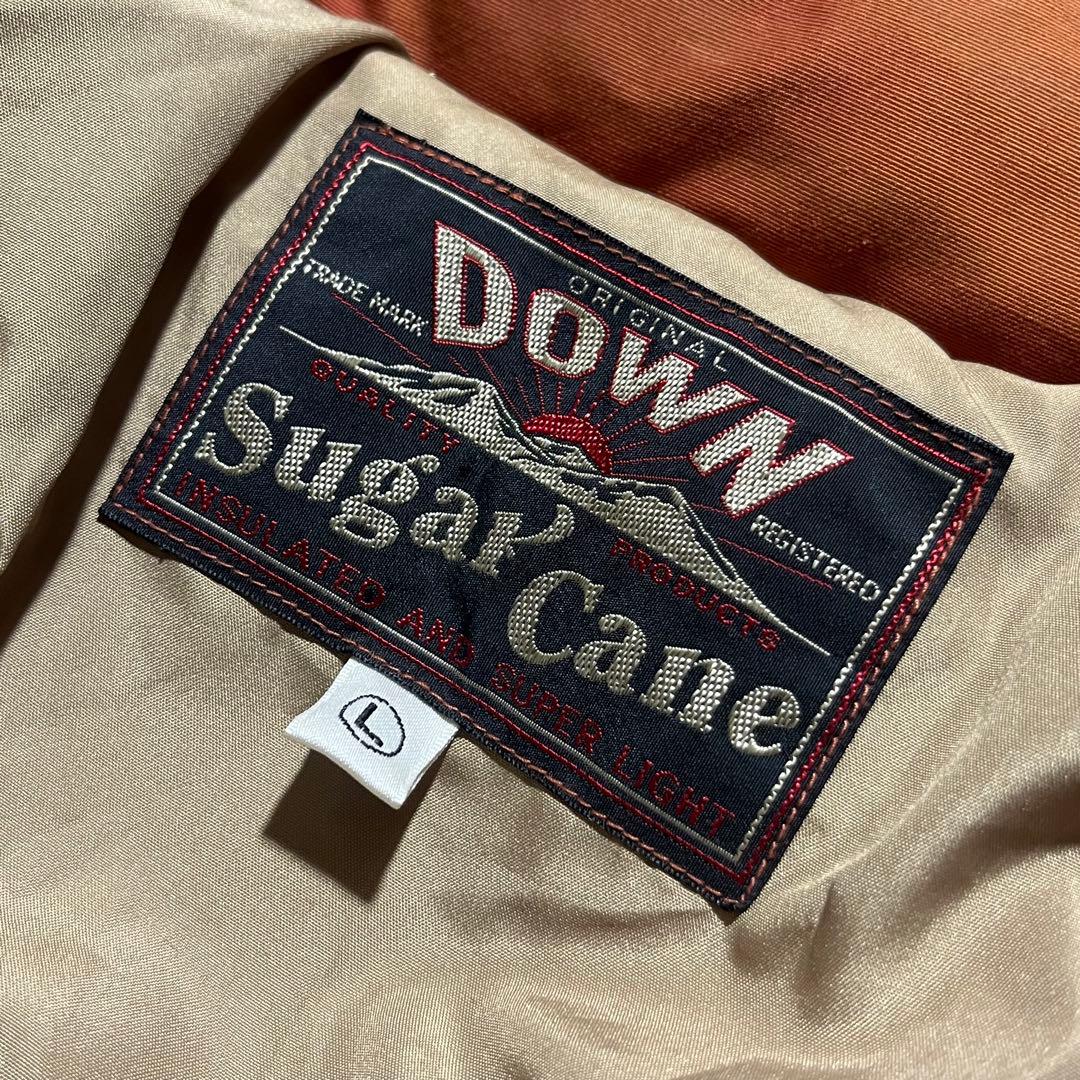 ORIGINAL
DOWN
TRADE MARK REGISTERED
QUALITY PRODUCTS
Sugar Cane
INSULATED AND SUPER LIGHT
L